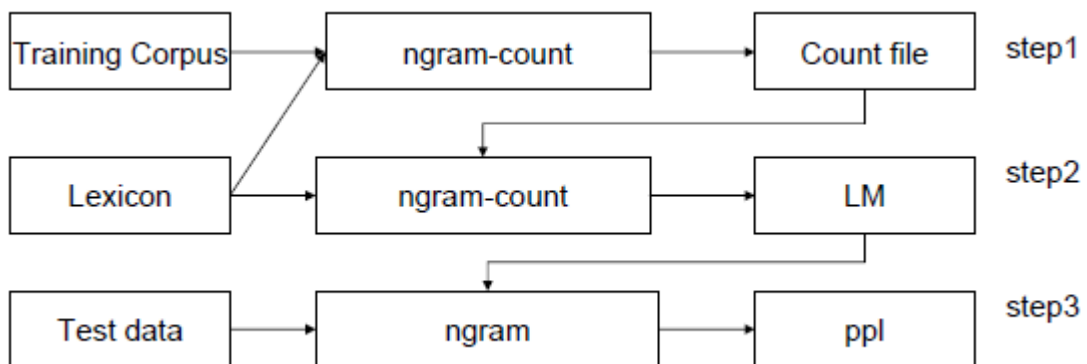 Training Corpus
ngram-count
Count file
step1
Lexicon
ngram-count
LM
step2
Test data
ngram
ppl
step3